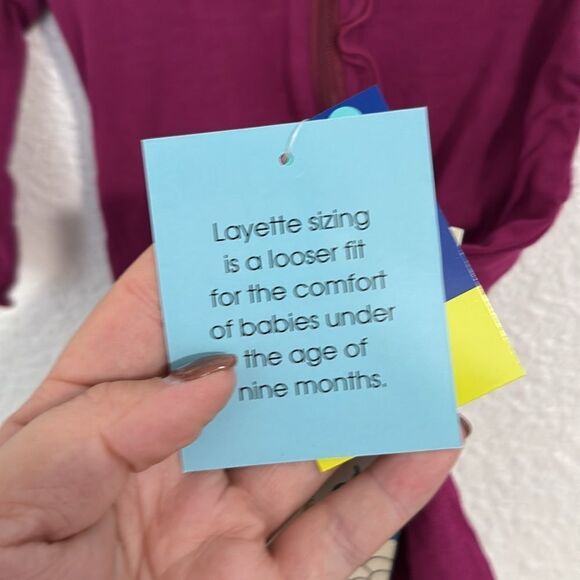 Layette sizing
is a looser fit
for the comfort
of babies under
the age of
nine months.